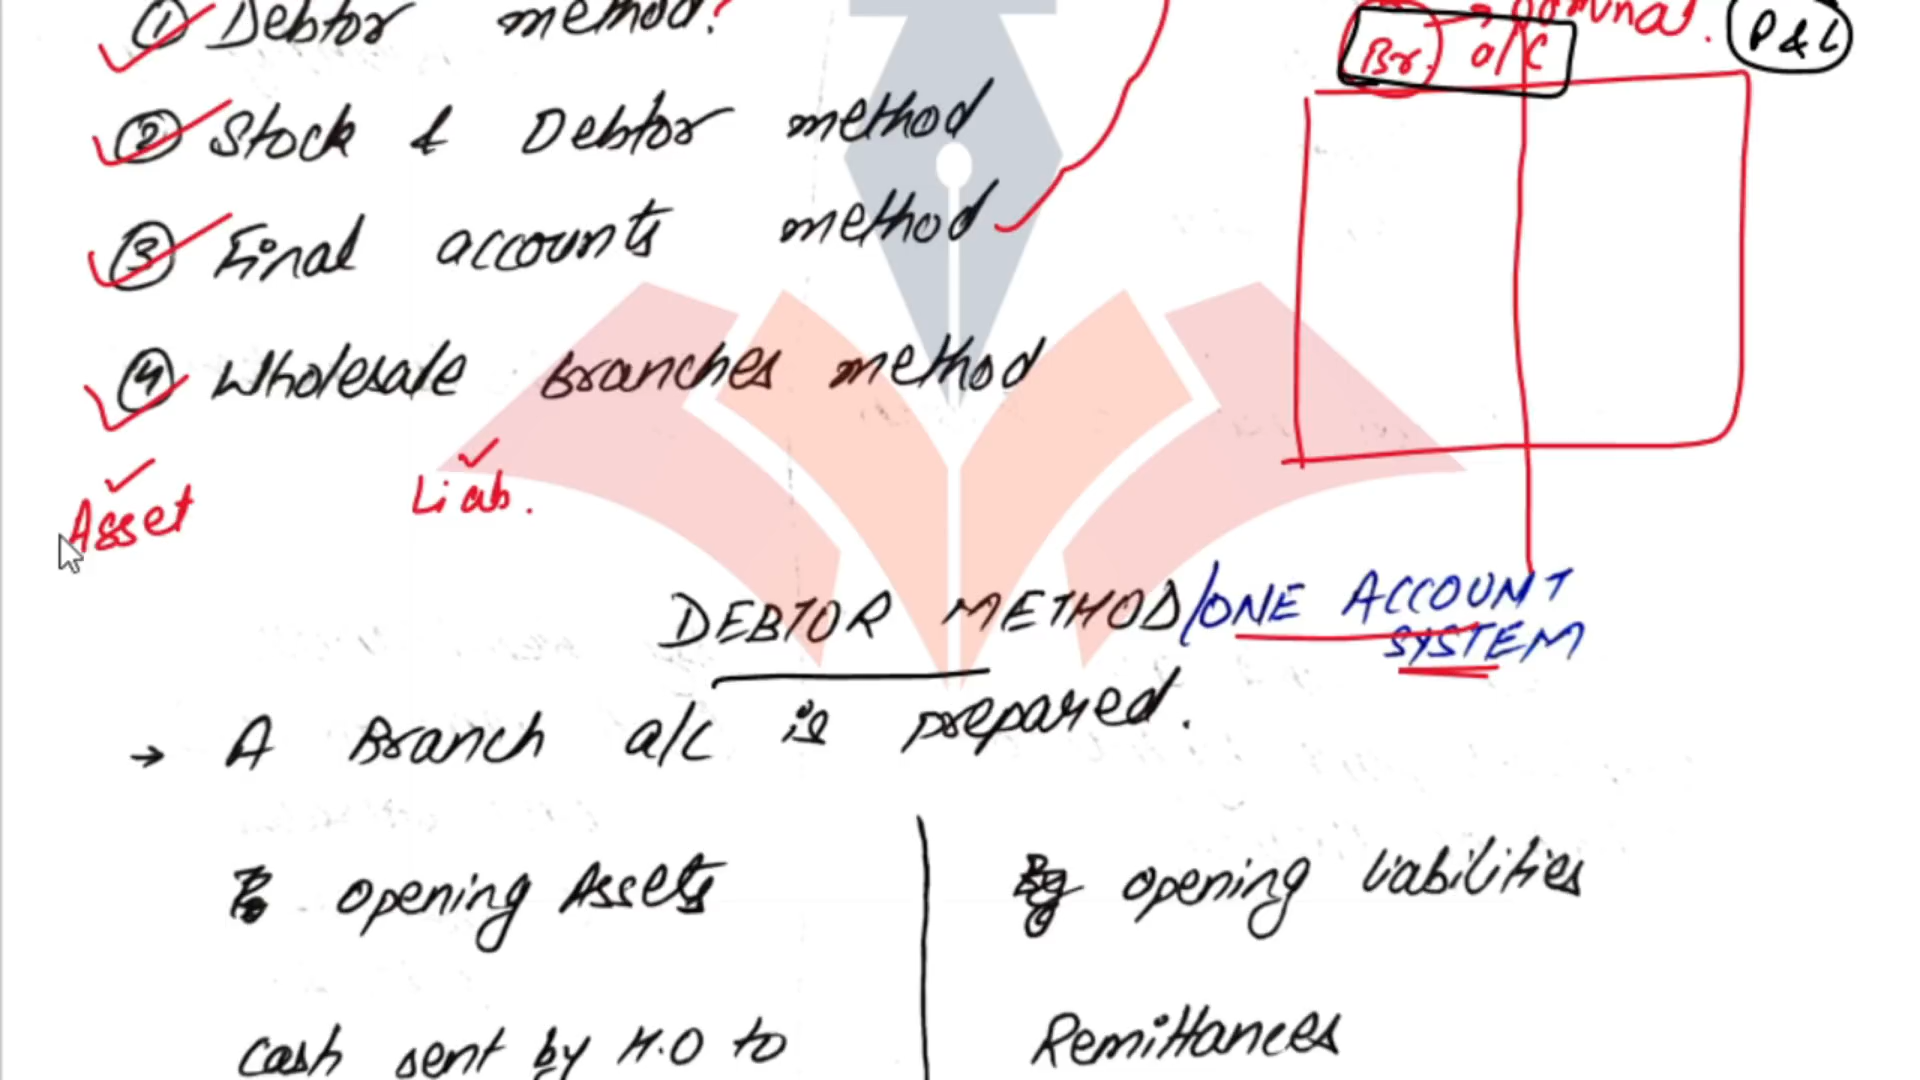 ① Debtor method?
② Stock & Debtor method
③ Final accounts method
④ Wholesale Branches method
Br. a/c
P & L
Asset Liab.
DEBTOR METHOD/ONE ACCOUNT SYSTEM
→ A Branch a/c is prepared.
To opening Assets
By opening liabilities
Cash sent by H.O to
Remittances